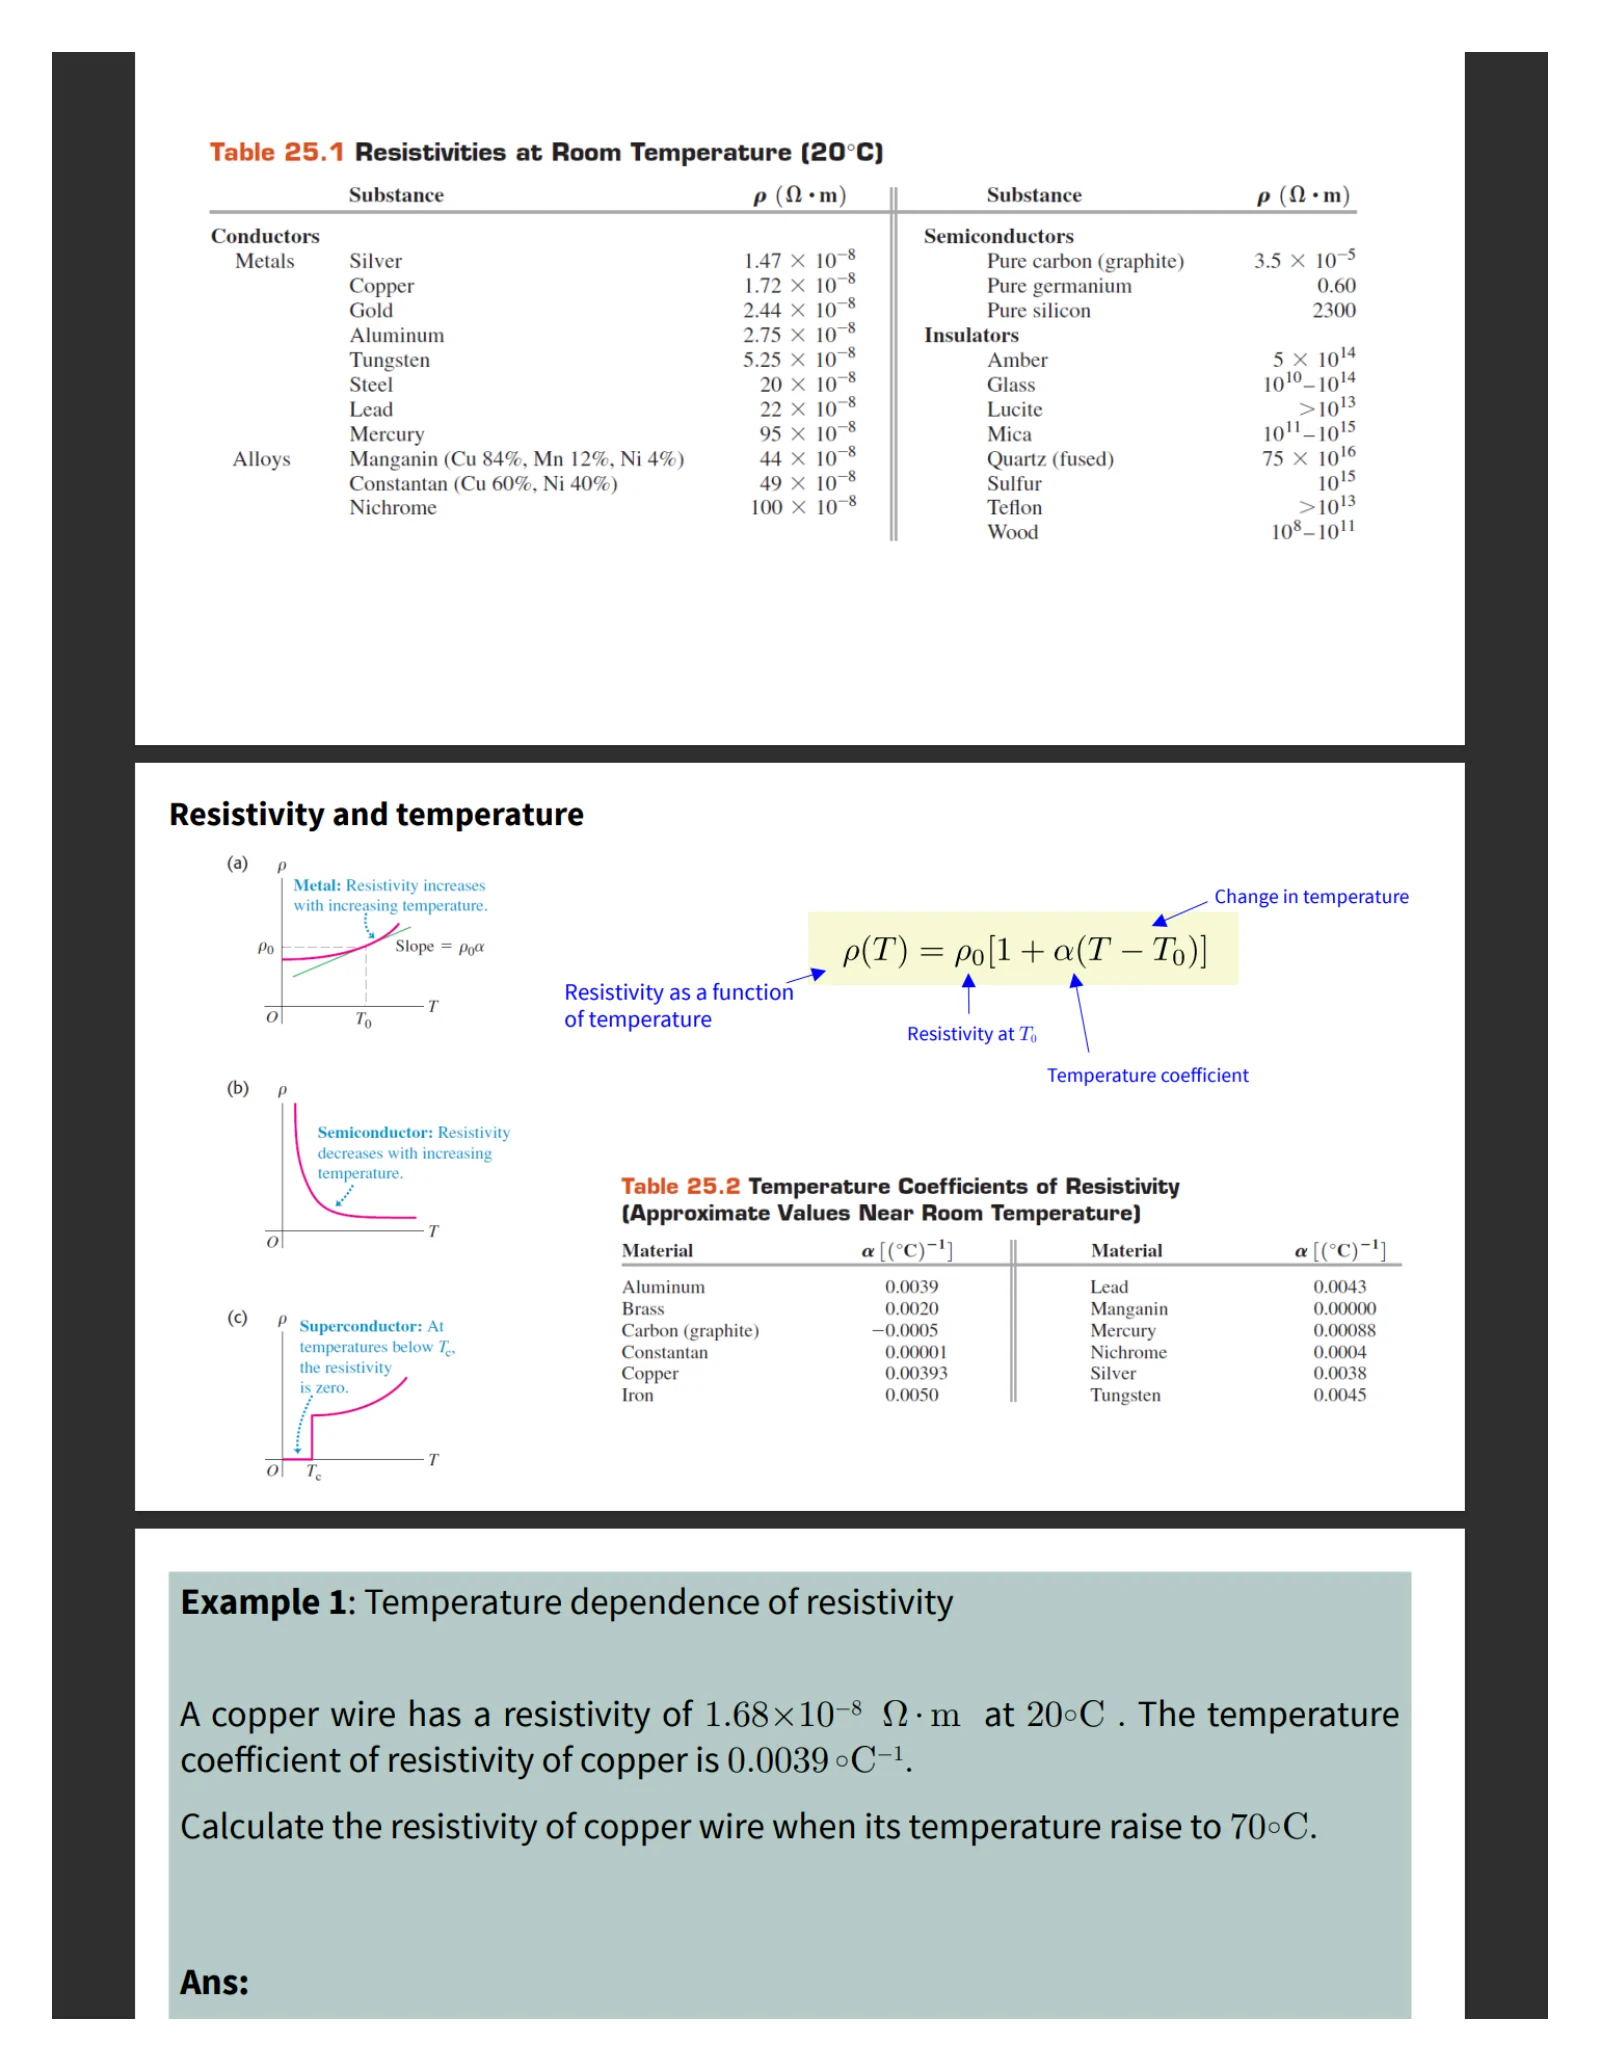 Table 25.1 Resistivities at Room Temperature (20°C)
Substance ρ (Ω • m) Substance ρ (Ω • m)
Conductors Semiconductors
Metals Silver 1.47 × 10⁻⁸ Pure carbon (graphite) 3.5 × 10⁻⁵
Copper 1.72 × 10⁻⁸ Pure germanium 0.60
Gold 2.44 × 10⁻⁸ Pure silicon 2300
Aluminum 2.75 × 10⁻⁸ Insulators
Tungsten 5.25 × 10⁻⁸ Amber 5 × 10¹⁴
Steel 20 × 10⁻⁸ Glass 10¹⁰–10¹⁴
Lead 22 × 10⁻⁸ Lucite >10¹³
Mercury 95 × 10⁻⁸ Mica 10¹¹–10¹⁵
Alloys Manganin (Cu 84%, Mn 12%, Ni 4%) 44 × 10⁻⁸ Quartz (fused) 75 × 10¹⁶
Constantan (Cu 60%, Ni 40%) 49 × 10⁻⁸ Sulfur 10¹⁵
Nichrome 100 × 10⁻⁸ Teflon >10¹³
Wood 10⁸–10¹¹
Resistivity and temperature
(a) ρ
Metal: Resistivity increases
with increasing temperature.
ρ₀
Slope = ρ₀α
T
O T₀
Change in temperature
ρ(T) = ρ₀[1 + α(T − T₀)]
Resistivity as a function
of temperature
Resistivity at T₀
Temperature coefficient
(b) ρ
Semiconductor: Resistivity
decreases with increasing
temperature.
T
O
(c) ρ
Superconductor: At
temperatures below Tc,
the resistivity
is zero.
T
O Tc
Table 25.2 Temperature Coefficients of Resistivity
(Approximate Values Near Room Temperature)
Material α [(°C)⁻¹] Material α [(°C)⁻¹]
Aluminum 0.0039 Lead 0.0043
Brass 0.0020 Manganin 0.00000
Carbon (graphite) −0.0005 Mercury 0.00088
Constantan 0.00001 Nichrome 0.0004
Copper 0.00393 Silver 0.0038
Iron 0.0050 Tungsten 0.0045
Example 1: Temperature dependence of resistivity
A copper wire has a resistivity of 1.68×10⁻⁸ Ω·m at 20∘C . The temperature
coefficient of resistivity of copper is 0.0039 ∘C⁻¹.
Calculate the resistivity of copper wire when its temperature raise to 70∘C.
Ans: